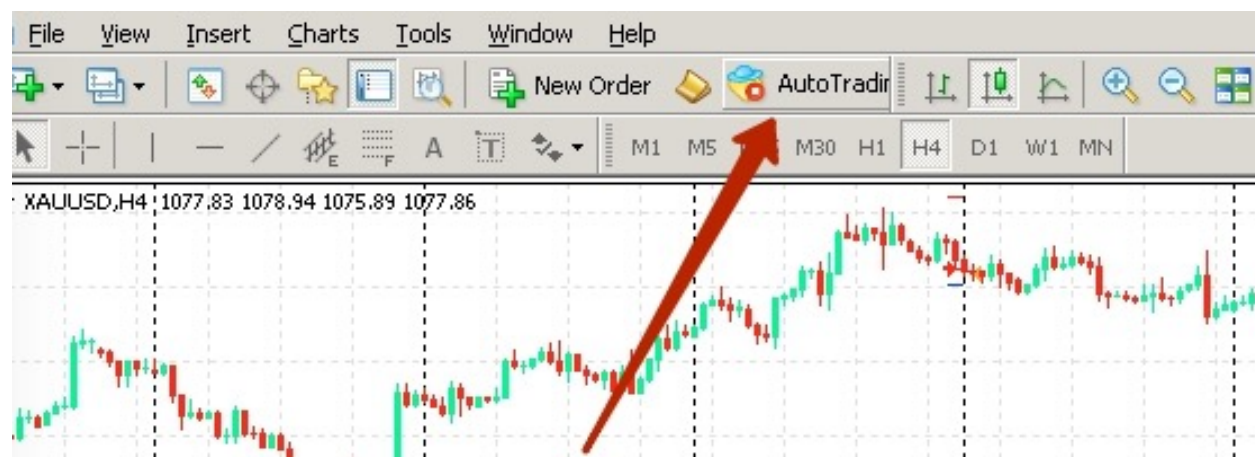 File View Insert Charts Tools Window Help
New Order AutoTradin
A T M1 M5 M30 H1 H4 D1 W1 MN
E F
XAUUSD,H4 1077.83 1078.94 1075.89 1077.86